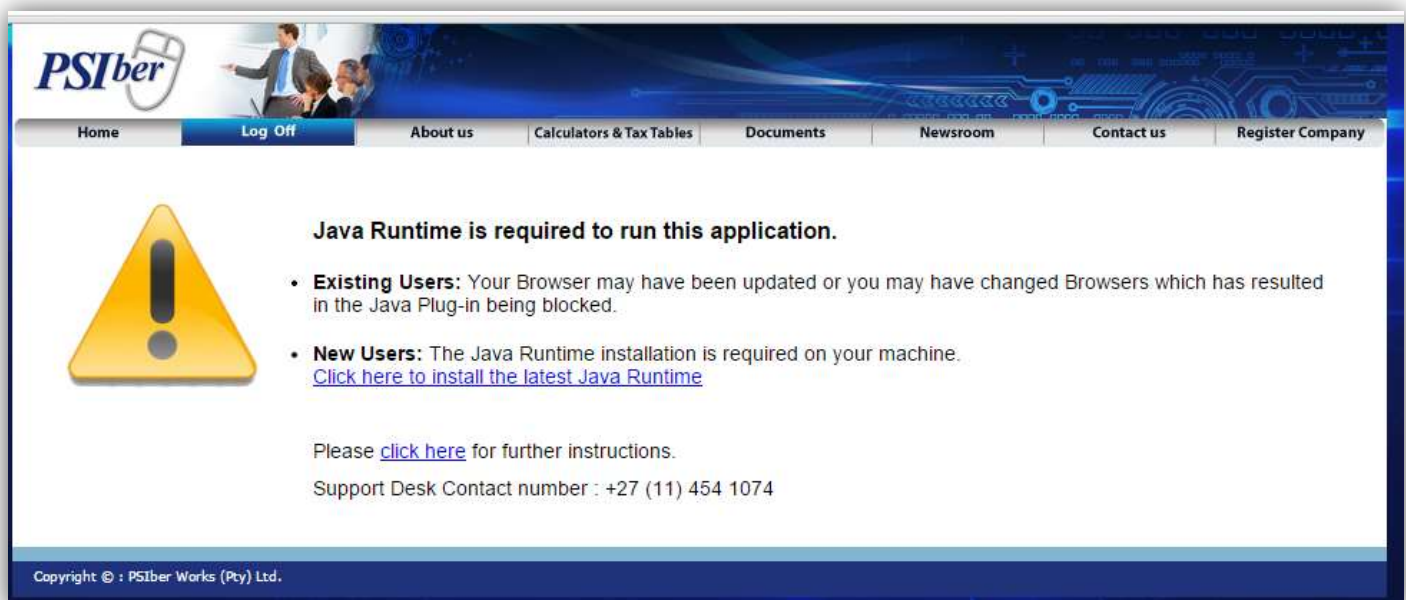 PSIber
Home Log Off About us Calculators & Tax Tables Documents Newsroom Contact us Register Company
Java Runtime is required to run this application.
• Existing Users: Your Browser may have been updated or you may have changed Browsers which has resulted
in the Java Plug-in being blocked.
• New Users: The Java Runtime installation is required on your machine.
Click here to install the latest Java Runtime
Please click here for further instructions.
Support Desk Contact number : +27 (11) 454 1074
Copyright © : PSIber Works (Pty) Ltd.